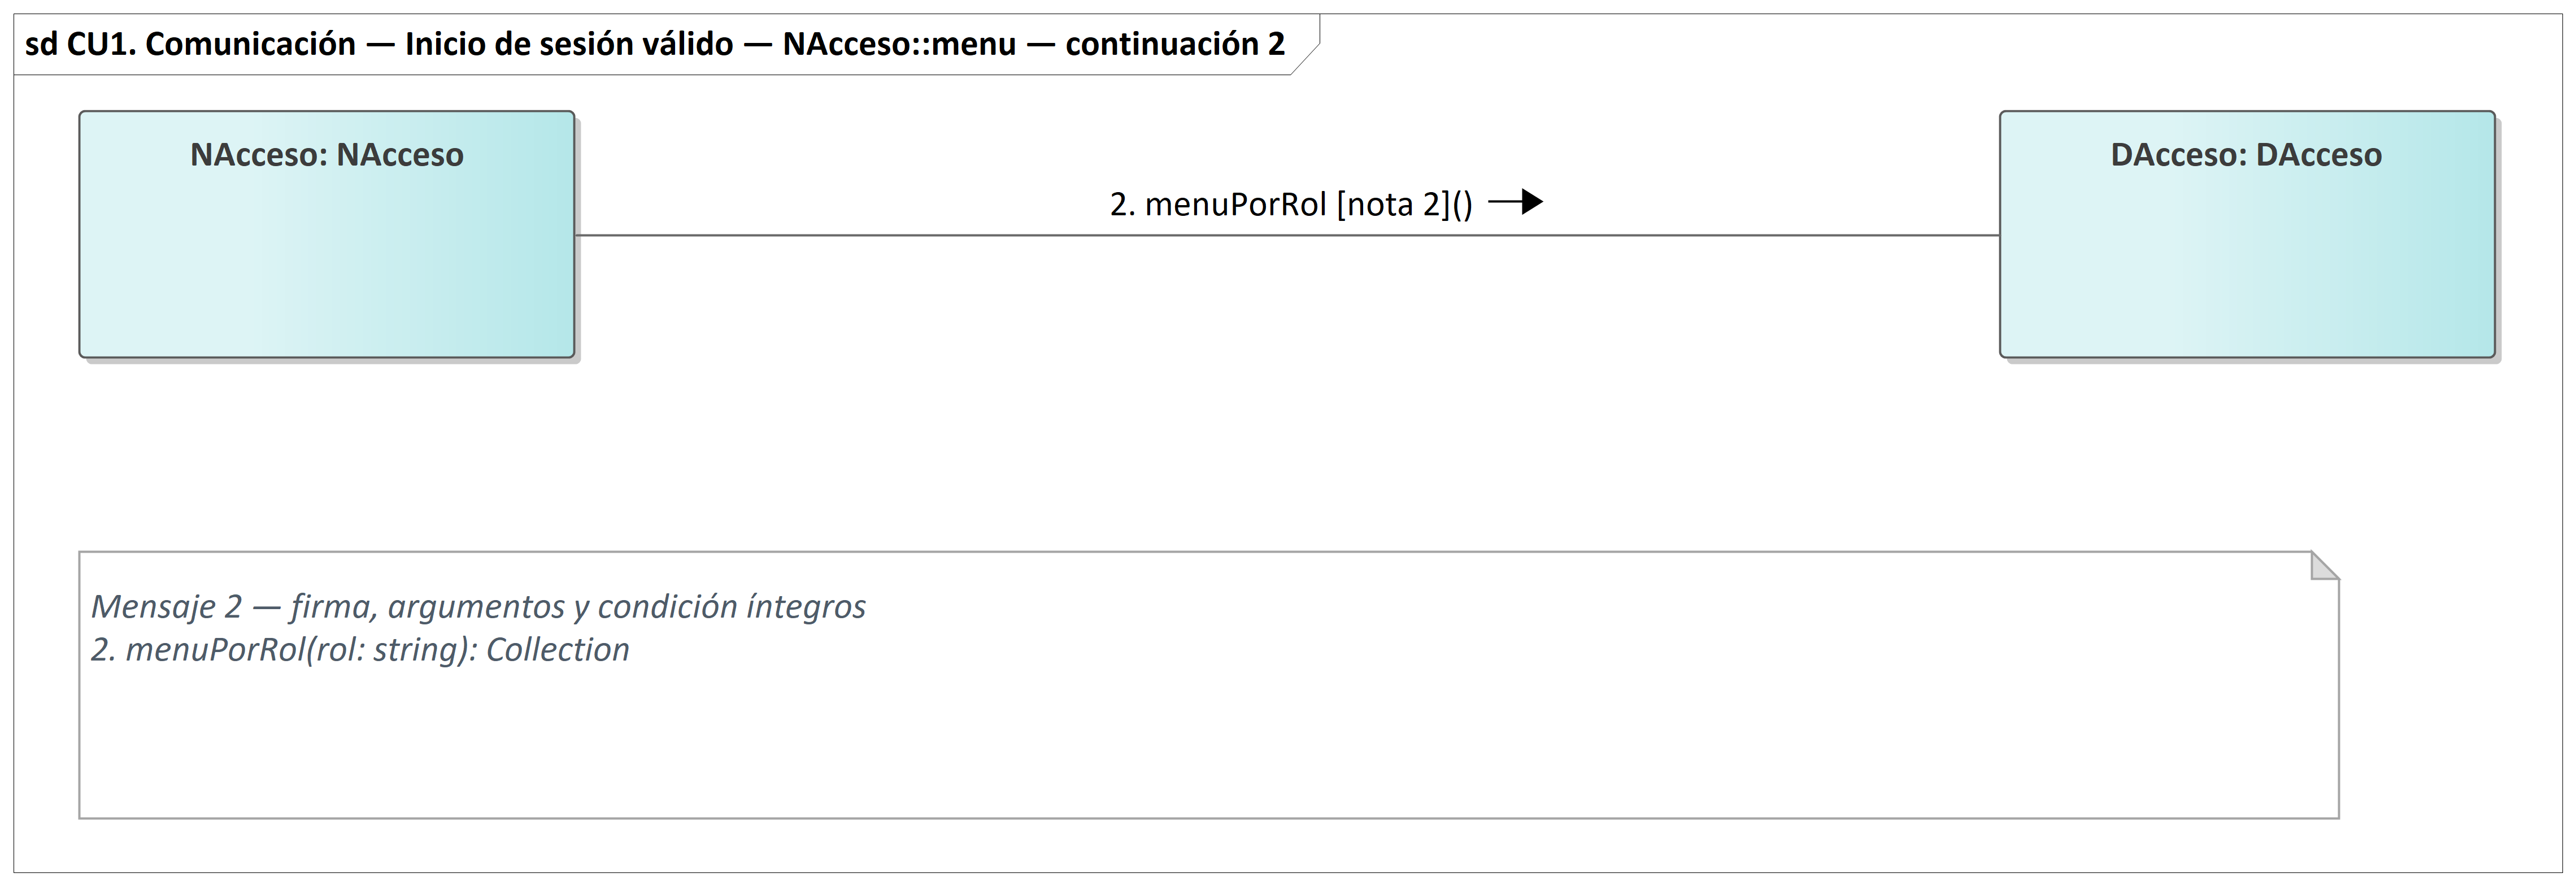 sd CU1. Comunicación — Inicio de sesión válido — NAcceso::menu — continuación 2
NAcceso: NAcceso
DAcceso: DAcceso
2. menuPorRol [nota 2]()
Mensaje 2 — firma, argumentos y condición íntegros
2. menuPorRol(rol: string): Collection